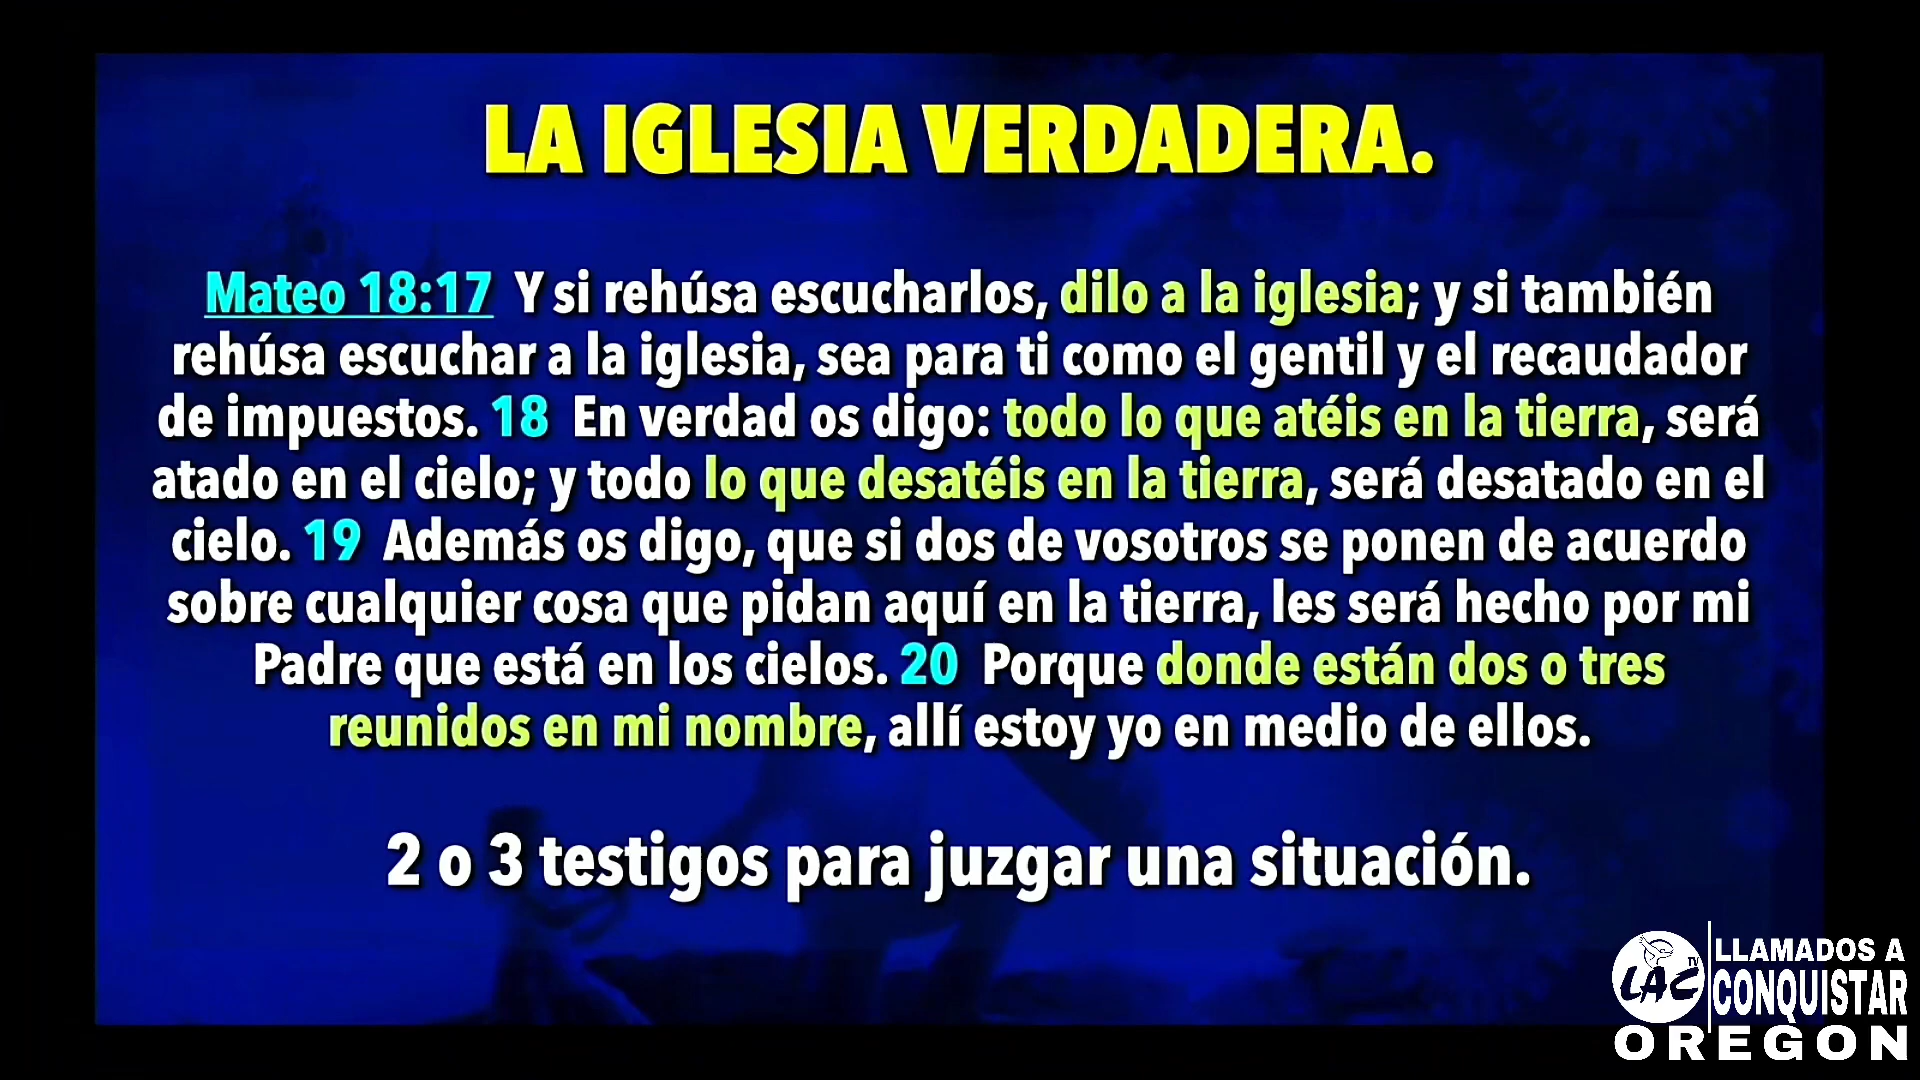 LA IGLESIA VERDADERA.
Mateo 18:17 Y si rehúsa escucharlos, dilo a la iglesia; y si también
rehúsa escuchar a la iglesia, sea para ti como el gentil y el recaudador
de impuestos. 18 En verdad os digo: todo lo que atéis en la tierra, será
atado en el cielo; y todo lo que desatéis en la tierra, será desatado en el
cielo. 19 Además os digo, que si dos de vosotros se ponen de acuerdo
sobre cualquier cosa que pidan aquí en la tierra, les será hecho por mi
Padre que está en los cielos. 20 Porque donde están dos o tres
reunidos en mi nombre, allí estoy yo en medio de ellos.
2 o 3 testigos para juzgar una situación.
LAC TV
LLAMADOS A
CONQUISTAR
OREGON